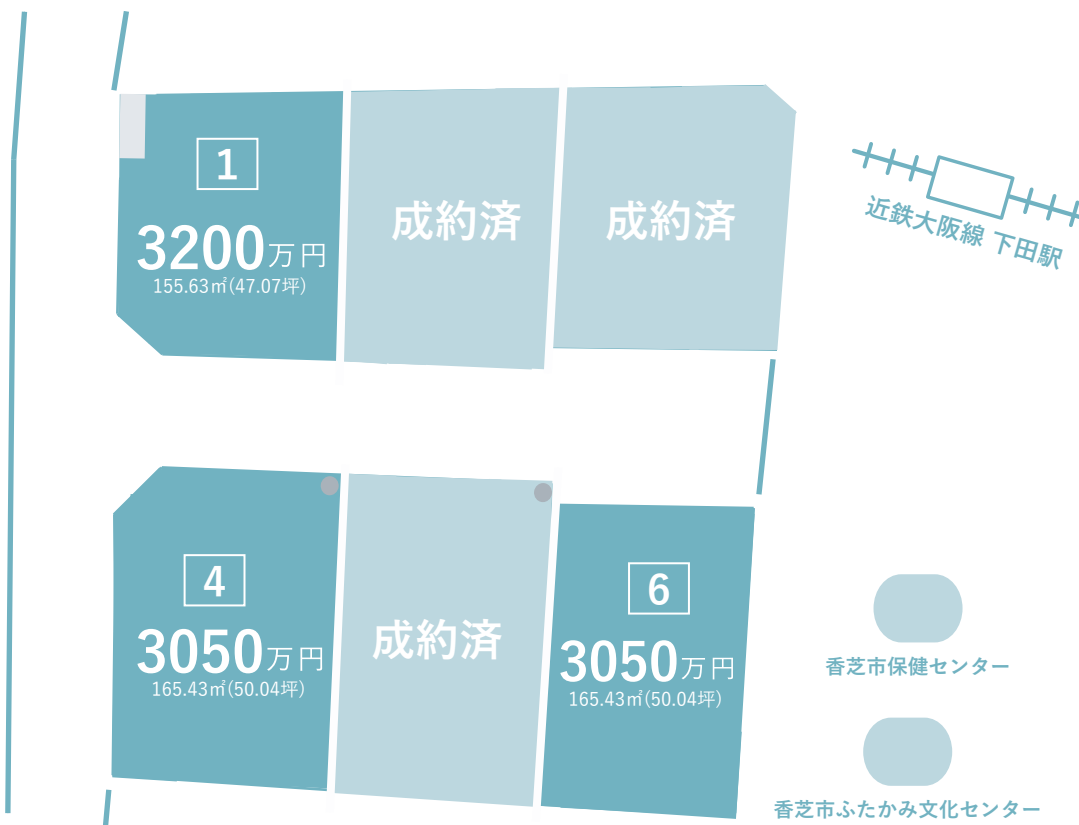 1
3200万円
155.63㎡(47.07坪)
成約済
成約済
近鉄大阪線 下田駅
4
3050万円
165.43㎡(50.04坪)
成約済
6
3050万円
165.43㎡(50.04坪)
香芝市保健センター
香芝市ふたかみ文化センター